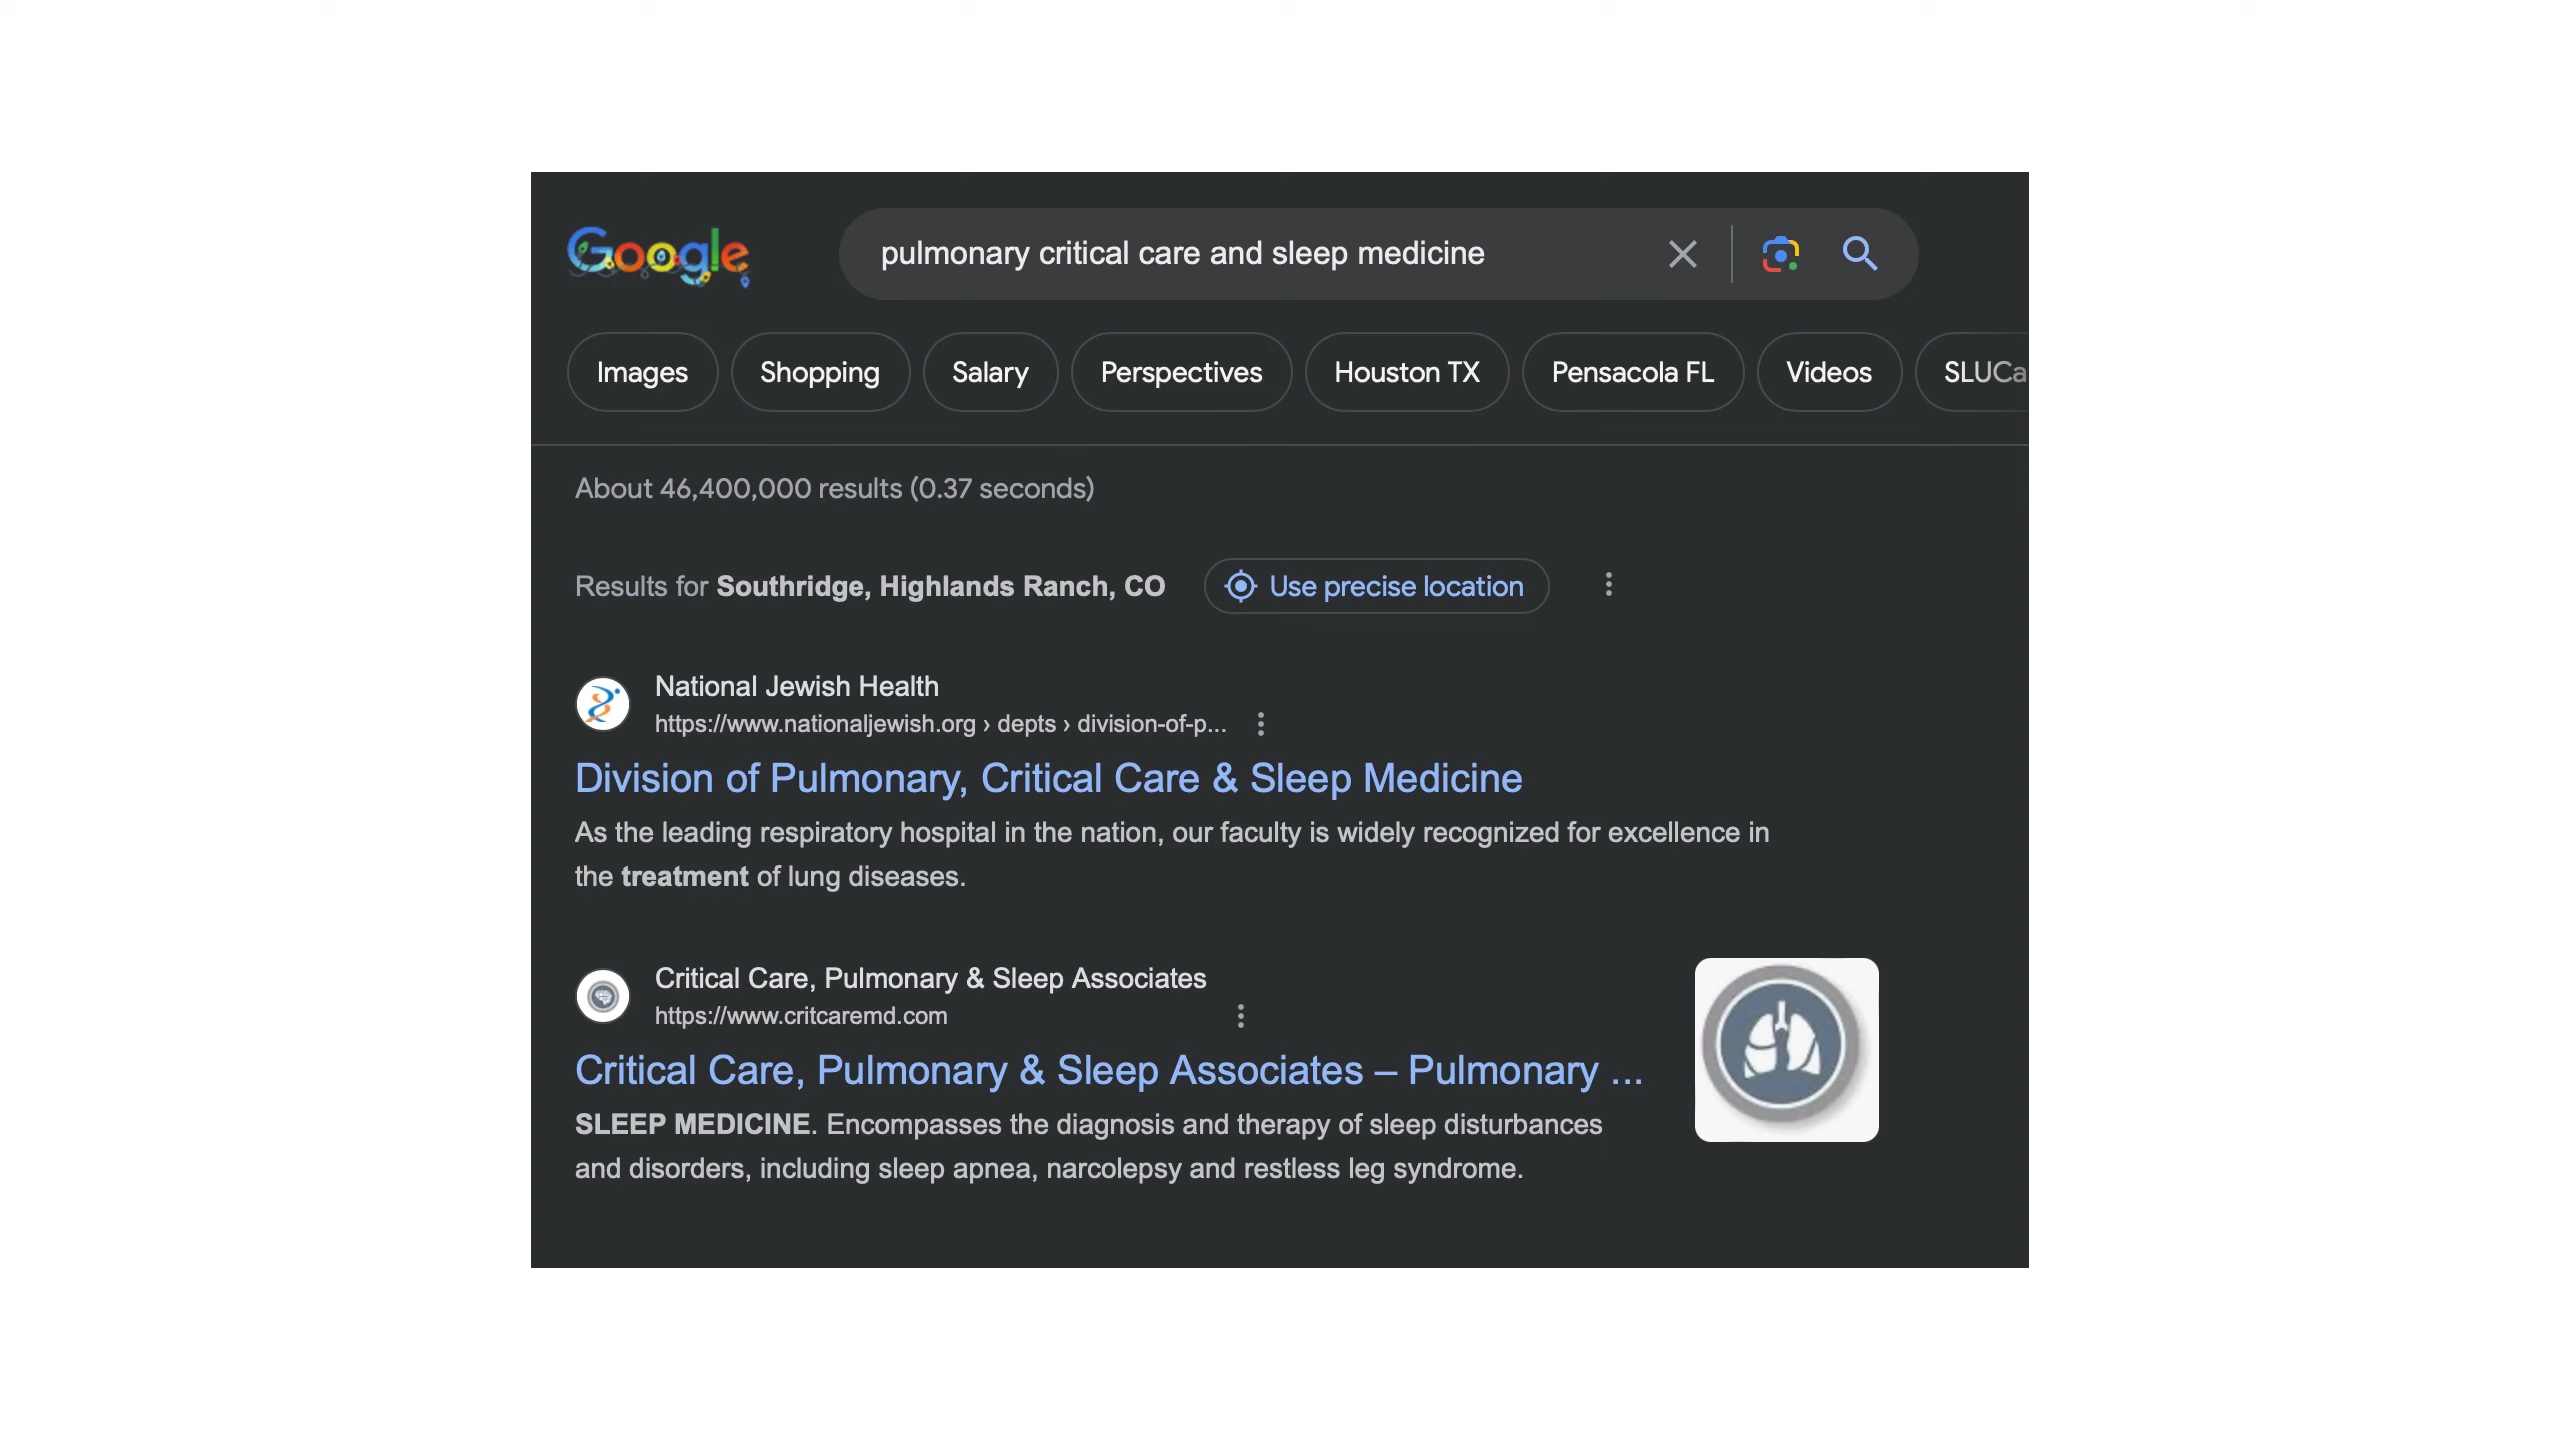 Google
pulmonary critical care and sleep medicine
Images Shopping Salary Perspectives Houston TX Pensacola FL Videos SLUCa
About 46,400,000 results (0.37 seconds)
Results for Southridge, Highlands Ranch, CO Use precise location
National Jewish Health
https://www.nationaljewish.org › depts › division-of-p...
Division of Pulmonary, Critical Care & Sleep Medicine
As the leading respiratory hospital in the nation, our faculty is widely recognized for excellence in
the treatment of lung diseases.
Critical Care, Pulmonary & Sleep Associates
https://www.critcaremd.com
Critical Care, Pulmonary & Sleep Associates – Pulmonary ...
SLEEP MEDICINE. Encompasses the diagnosis and therapy of sleep disturbances
and disorders, including sleep apnea, narcolepsy and restless leg syndrome.